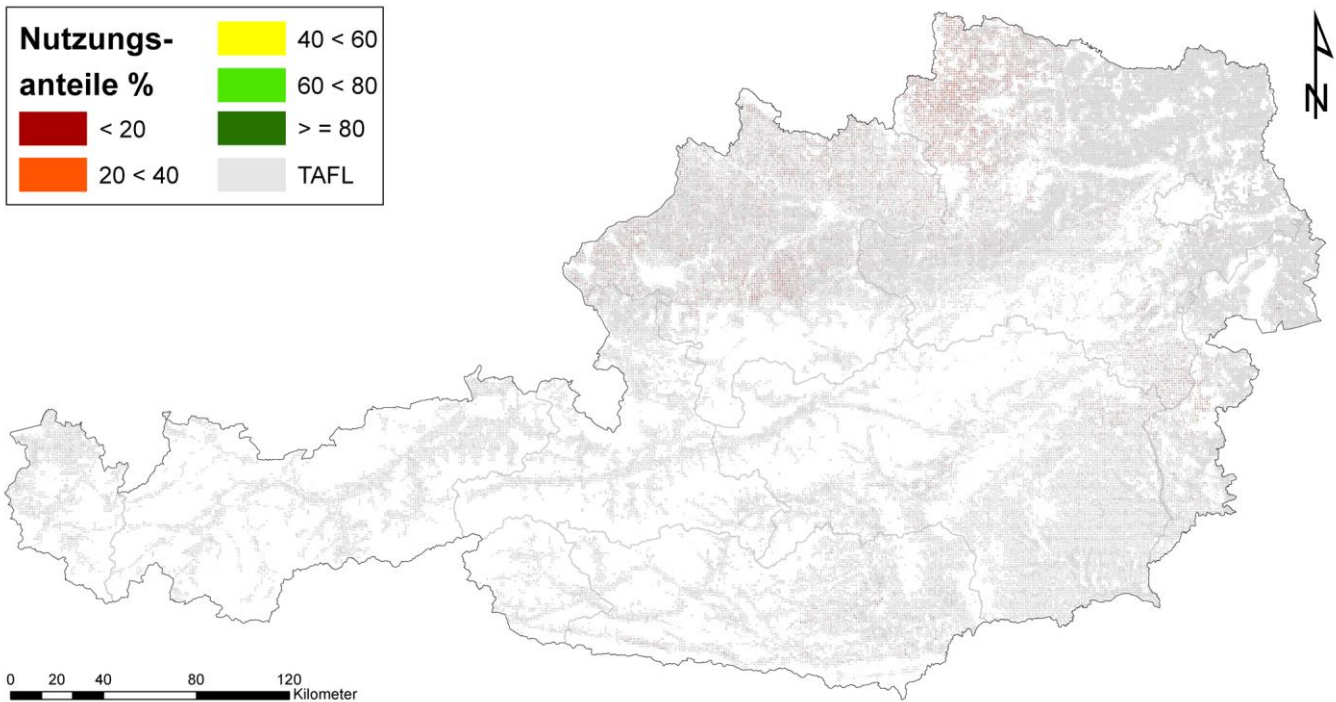 Nutzungs-
anteile %
< 20
20 < 40
40 < 60
60 < 80
> = 80
TAFL
N
0 20 40 80 120
Kilometer